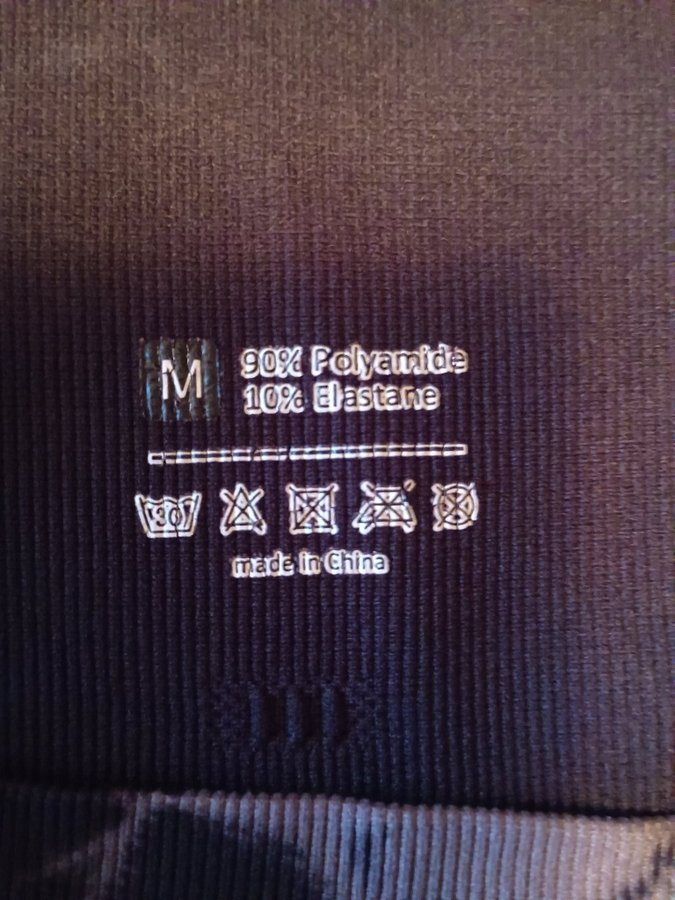 M
90% Polyamide
10% Elastane
30
made in China